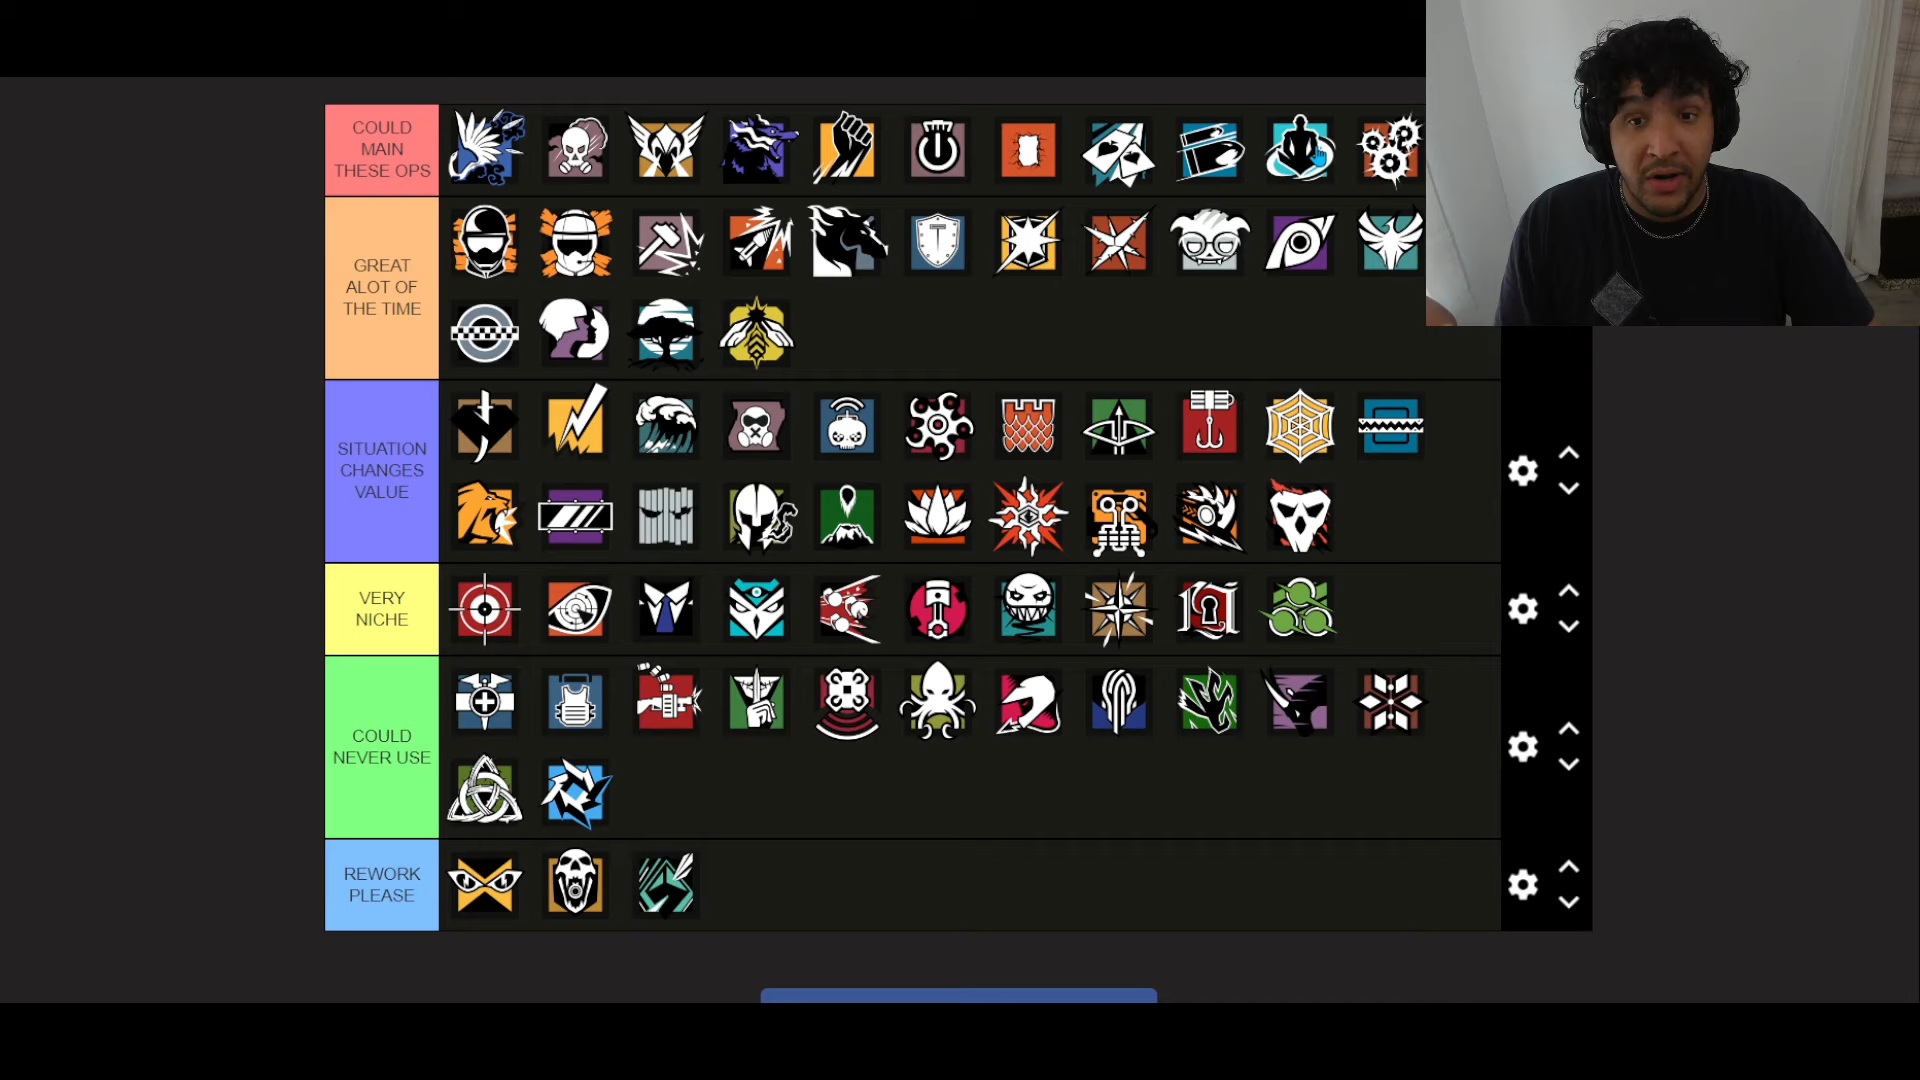 COULD
MAIN
THESE OPS
GREAT
ALOT OF
THE TIME
SITUATION
CHANGES
VALUE
VERY
NICHE
COULD
NEVER USE
REWORK
PLEASE